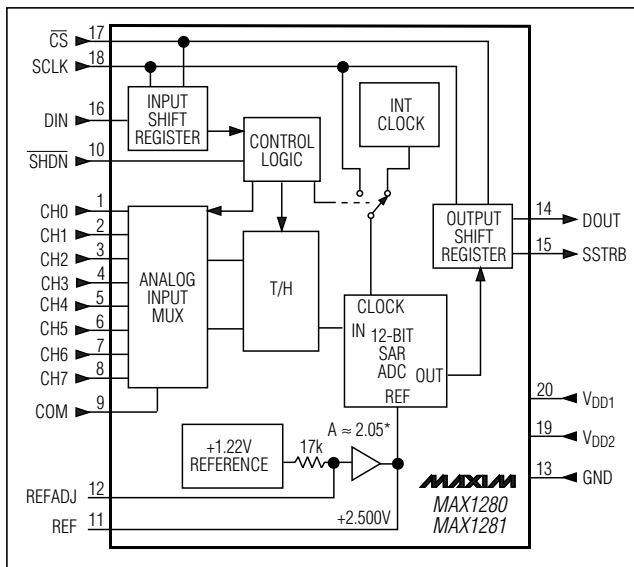 CS 17
SCLK 18
DIN 16
SHDN 10
INPUT
SHIFT
REGISTER
CONTROL
LOGIC
INT
CLOCK
CH0 1
CH1 2
CH2 3
CH3 4
CH4 5
CH5 6
CH6 7
CH7 8
COM 9
ANALOG
INPUT
MUX
T/H
OUTPUT
SHIFT
REGISTER
14 DOUT
15 SSTRB
CLOCK
IN
12-BIT
SAR
ADC
OUT
REF
+1.22V
REFERENCE
17k
A ≈ 2.05*
20 VDD1
19 VDD2
13 GND
REFADJ 12
REF 11
+2.500V
MAXIM
MAX1280
MAX1281